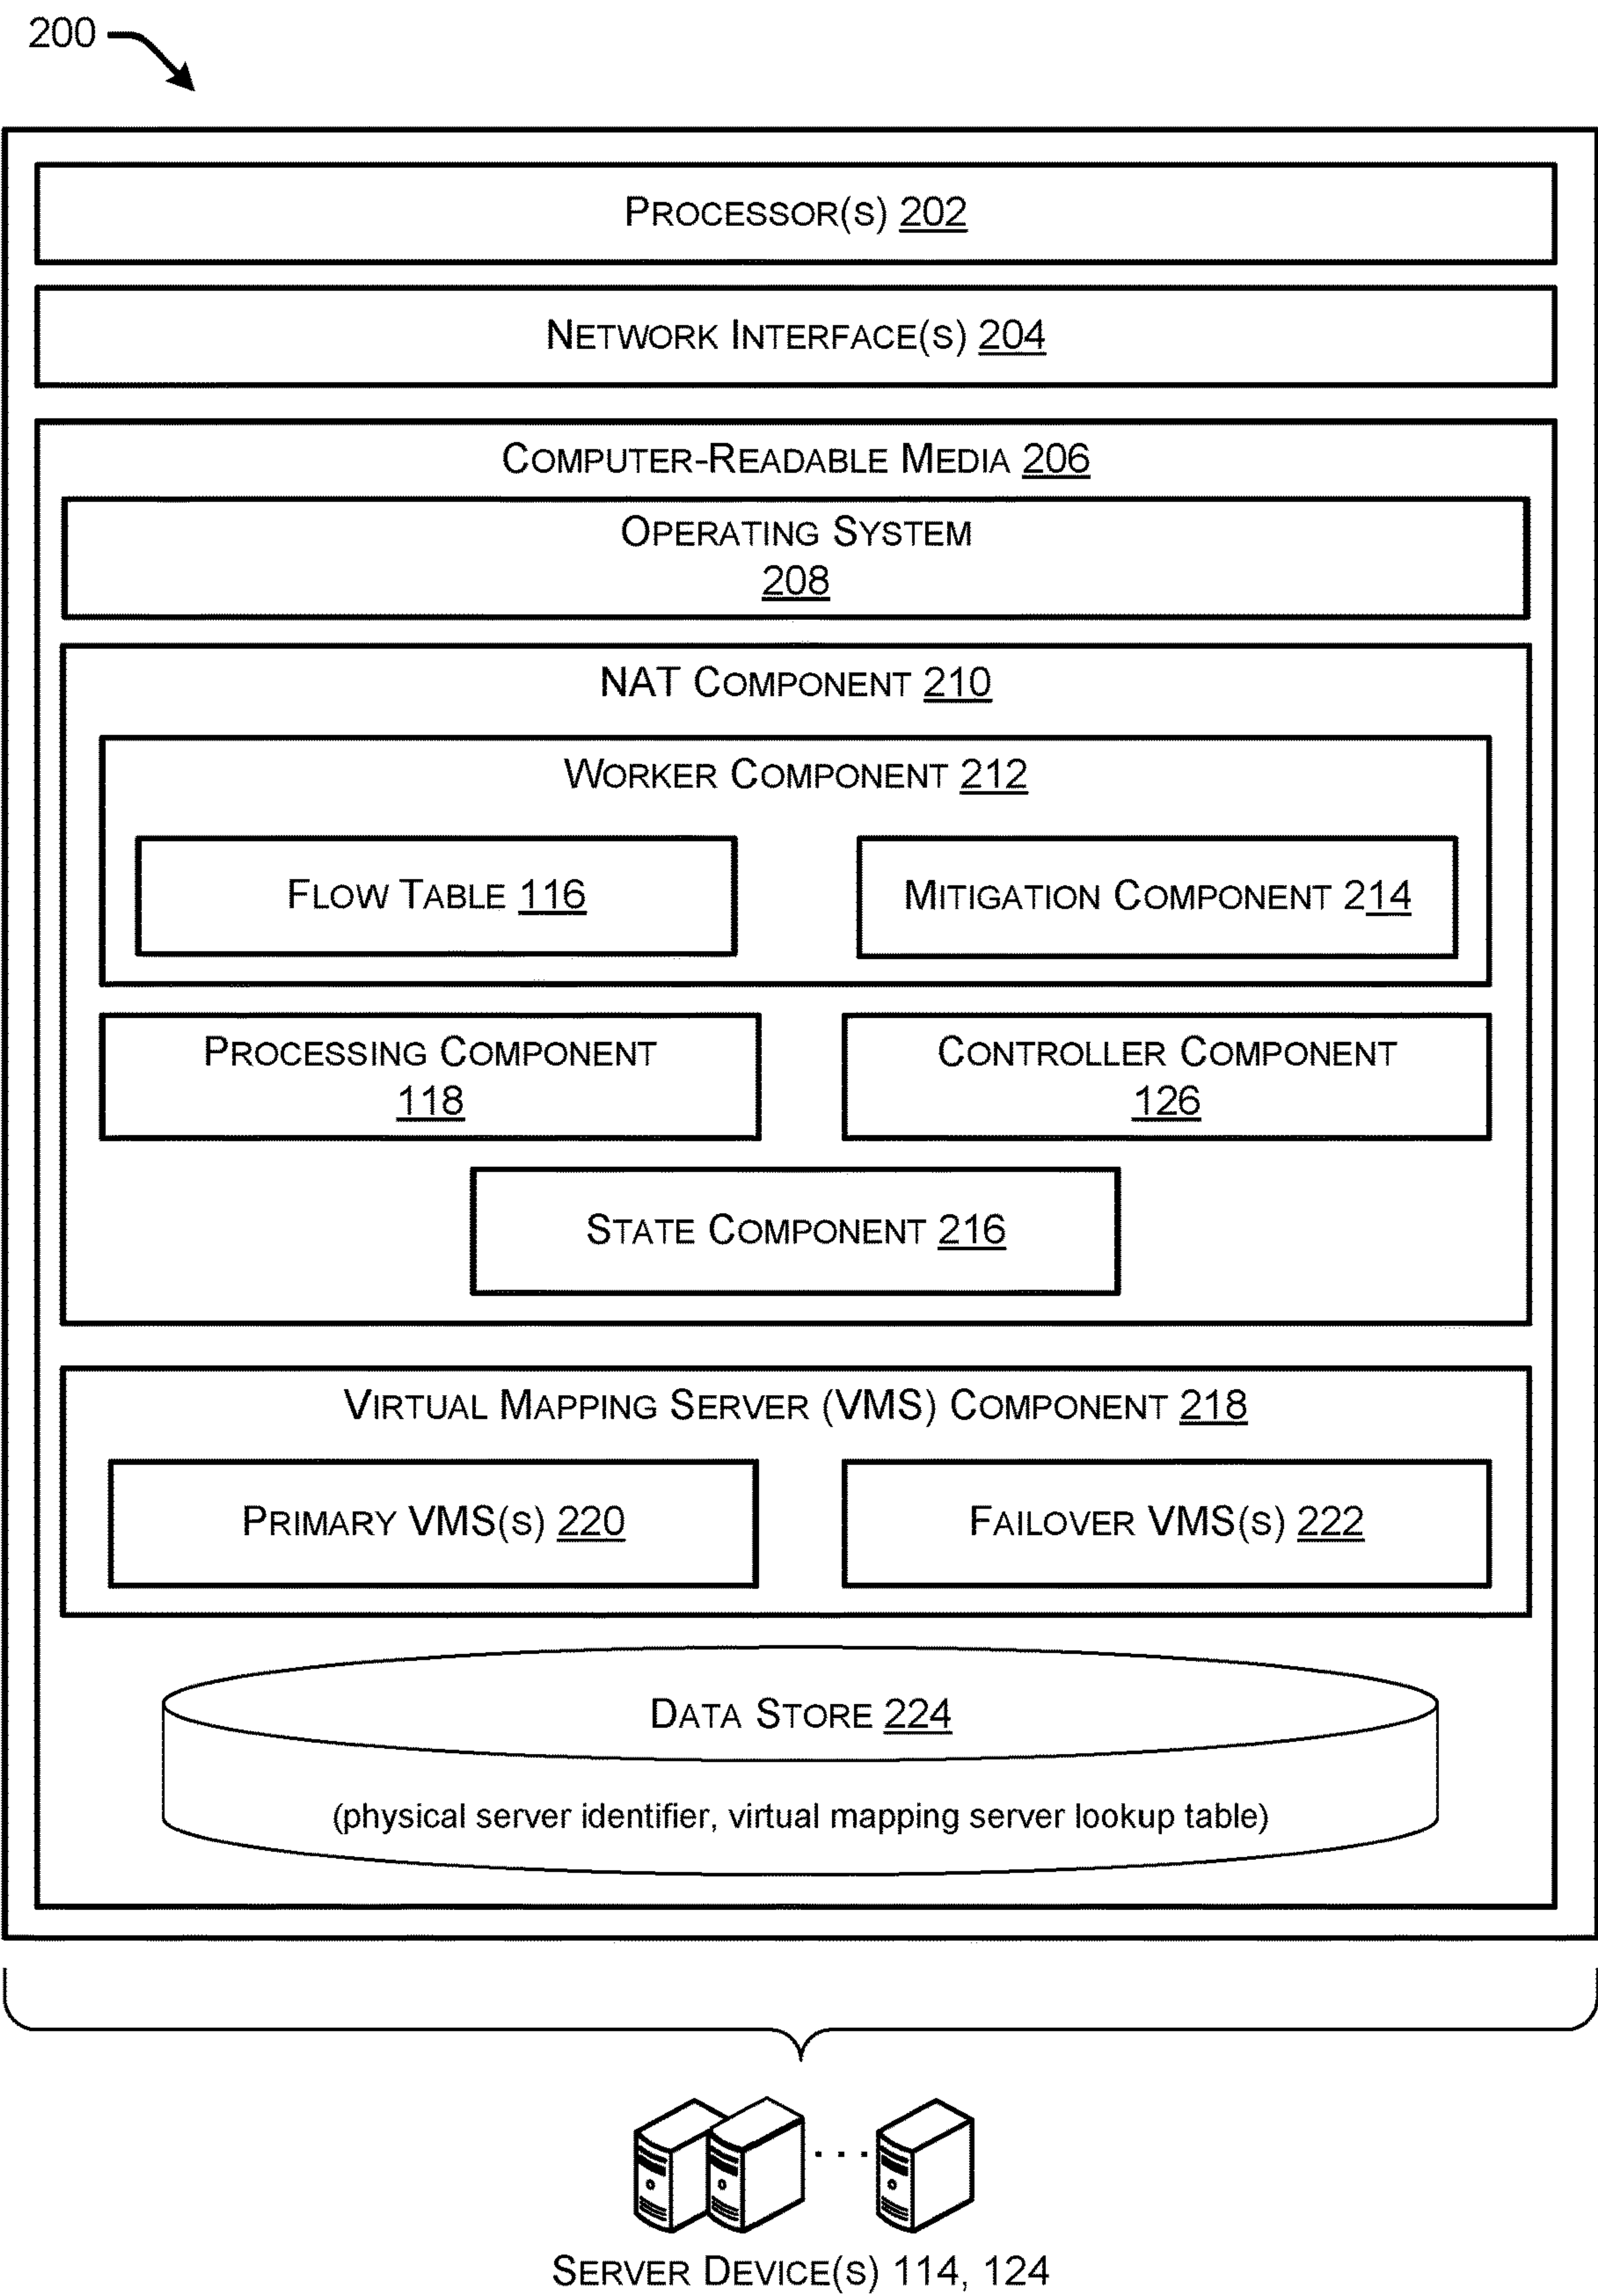 200
PROCESSOR(S) 202
NETWORK INTERFACE(S) 204
COMPUTER-READABLE MEDIA 206
OPERATING SYSTEM
208
NAT COMPONENT 210
WORKER COMPONENT 212
FLOW TABLE 116
MITIGATION COMPONENT 214
PROCESSING COMPONENT
118
CONTROLLER COMPONENT
126
STATE COMPONENT 216
VIRTUAL MAPPING SERVER (VMS) COMPONENT 218
PRIMARY VMS(S) 220
FAILOVER VMS(S) 222
DATA STORE 224
(physical server identifier, virtual mapping server lookup table)
. . .
SERVER DEVICE(S) 114, 124